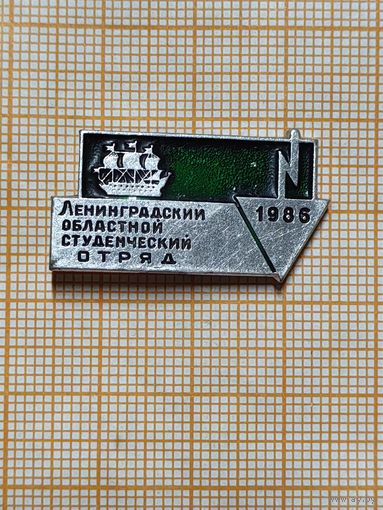 N
Ленинградский
областной
студенческий
отряд
1986